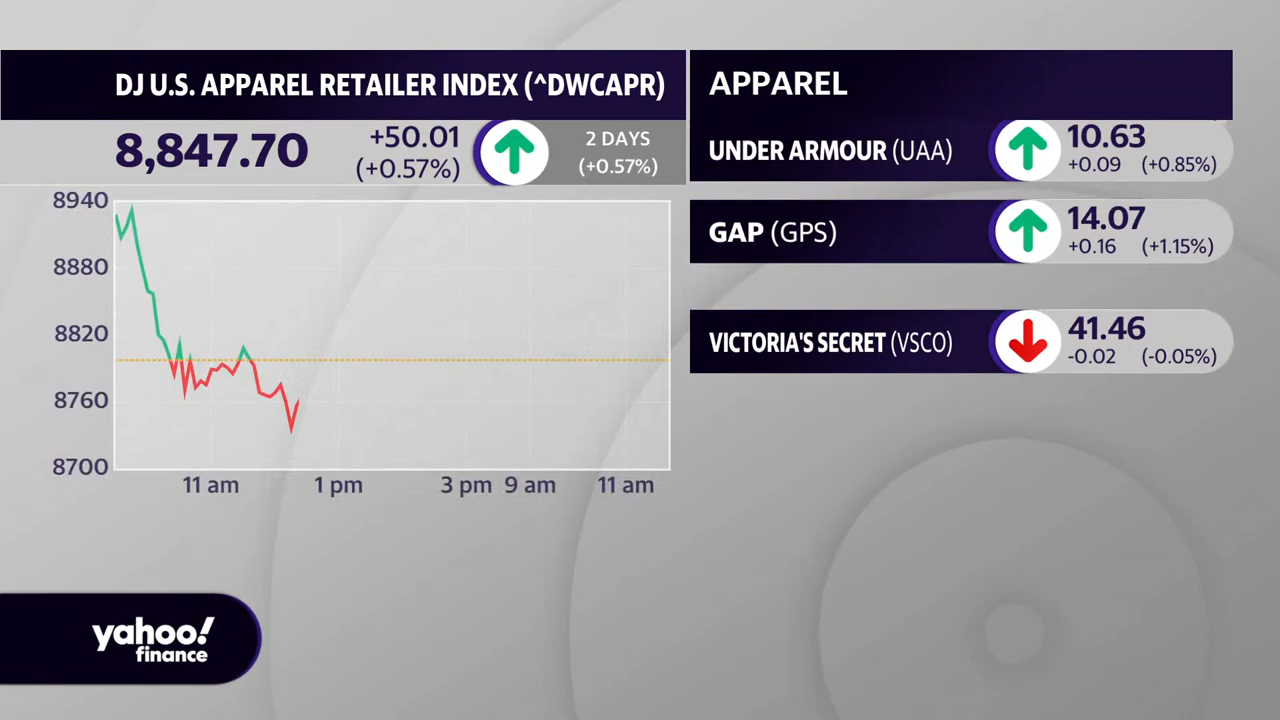 DJ U.S. APPAREL RETAILER INDEX (^DWCAPR)
8,847.70
+50.01
(+0.57%)
2 DAYS
(+0.57%)
8940
8880
8820
8760
8700
11 am
1 pm
3 pm
9 am
11 am
APPAREL
UNDER ARMOUR (UAA)
10.63
+0.09 (+0.85%)
GAP (GPS)
14.07
+0.16 (+1.15%)
VICTORIA'S SECRET (VSCO)
41.46
-0.02 (-0.05%)
yahoo!
finance